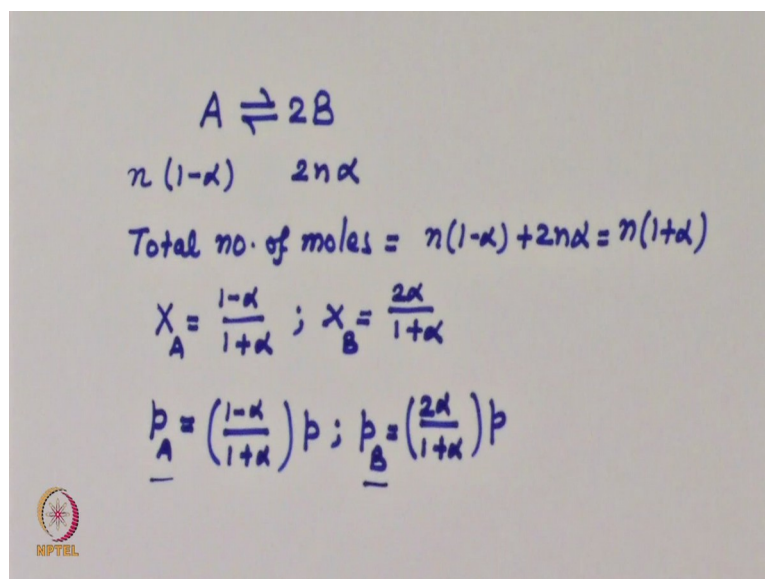 A ⇌ 2B
n(1-α) 2nα
Total no. of moles = n(1-α) + 2nα = n(1+α)
x_A = (1-α)/(1+α) ; x_B = 2α/(1+α)
p_A = ((1-α)/(1+α)) p ; p_B = (2α/(1+α)) p
NPTEL